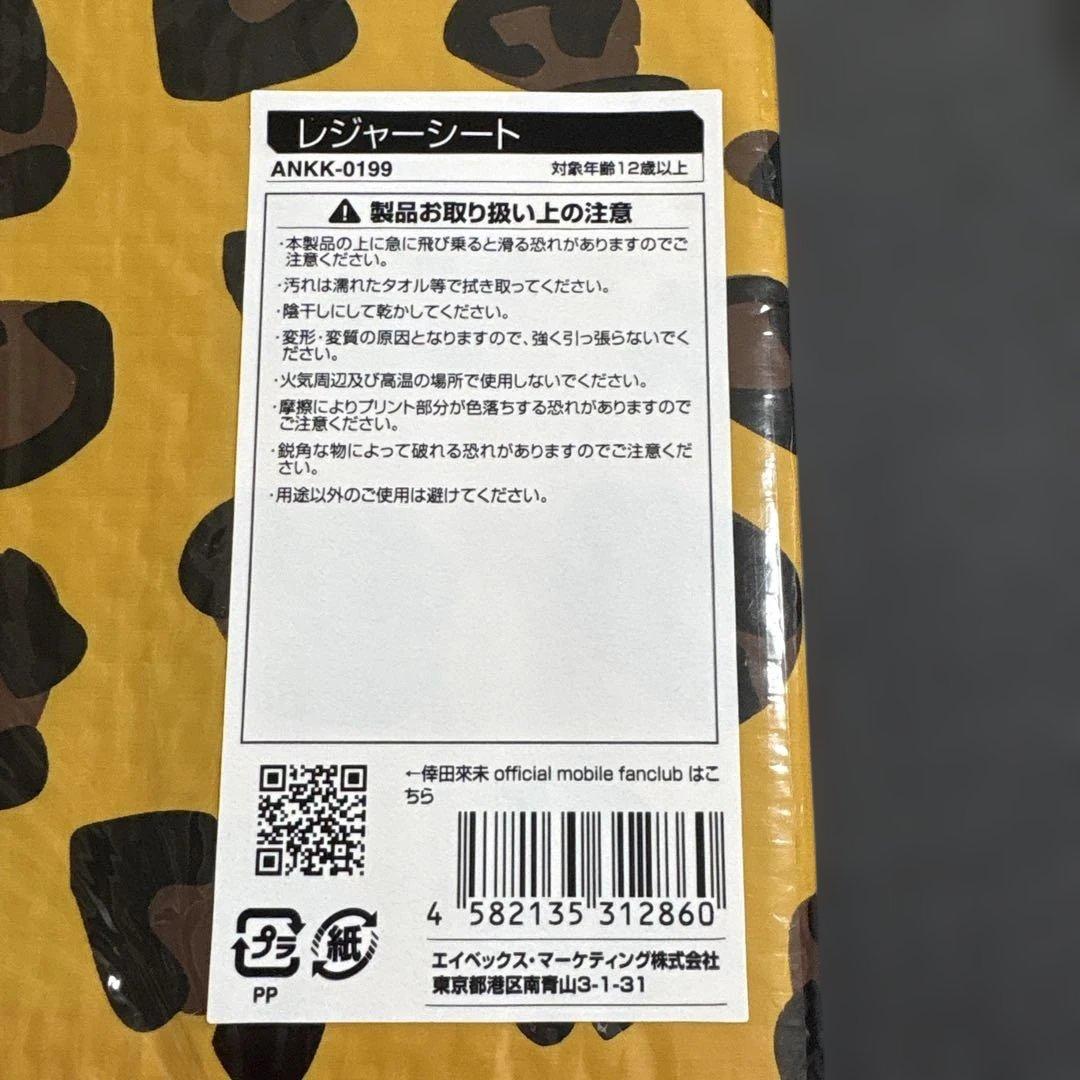 レジャーシート
ANKK-0199
対象年齢12歳以上
⚠ 製品お取り扱い上の注意
・本製品の上に急に飛び乗ると滑る恐れがありますのでご
注意ください。
・汚れは濡れたタオル等で拭き取ってください。
・陰干しにして乾かしてください。
・変形・変質の原因となりますので、強く引っ張らないでく
ださい。
・火気周辺及び高温の場所で使用しないでください。
・摩擦によりプリント部分が色落ちする恐れがありますので
ご注意ください。
・鋭角な物によって破れる恐れがありますのでご注意くだ
さい。
・用途以外のご使用は避けてください。
←倖田來未 official mobile fanclub はこ
ちら
4 582135 312860
プラ
紙
PP
エイベックス・マーケティング株式会社
東京都港区南青山3-1-31